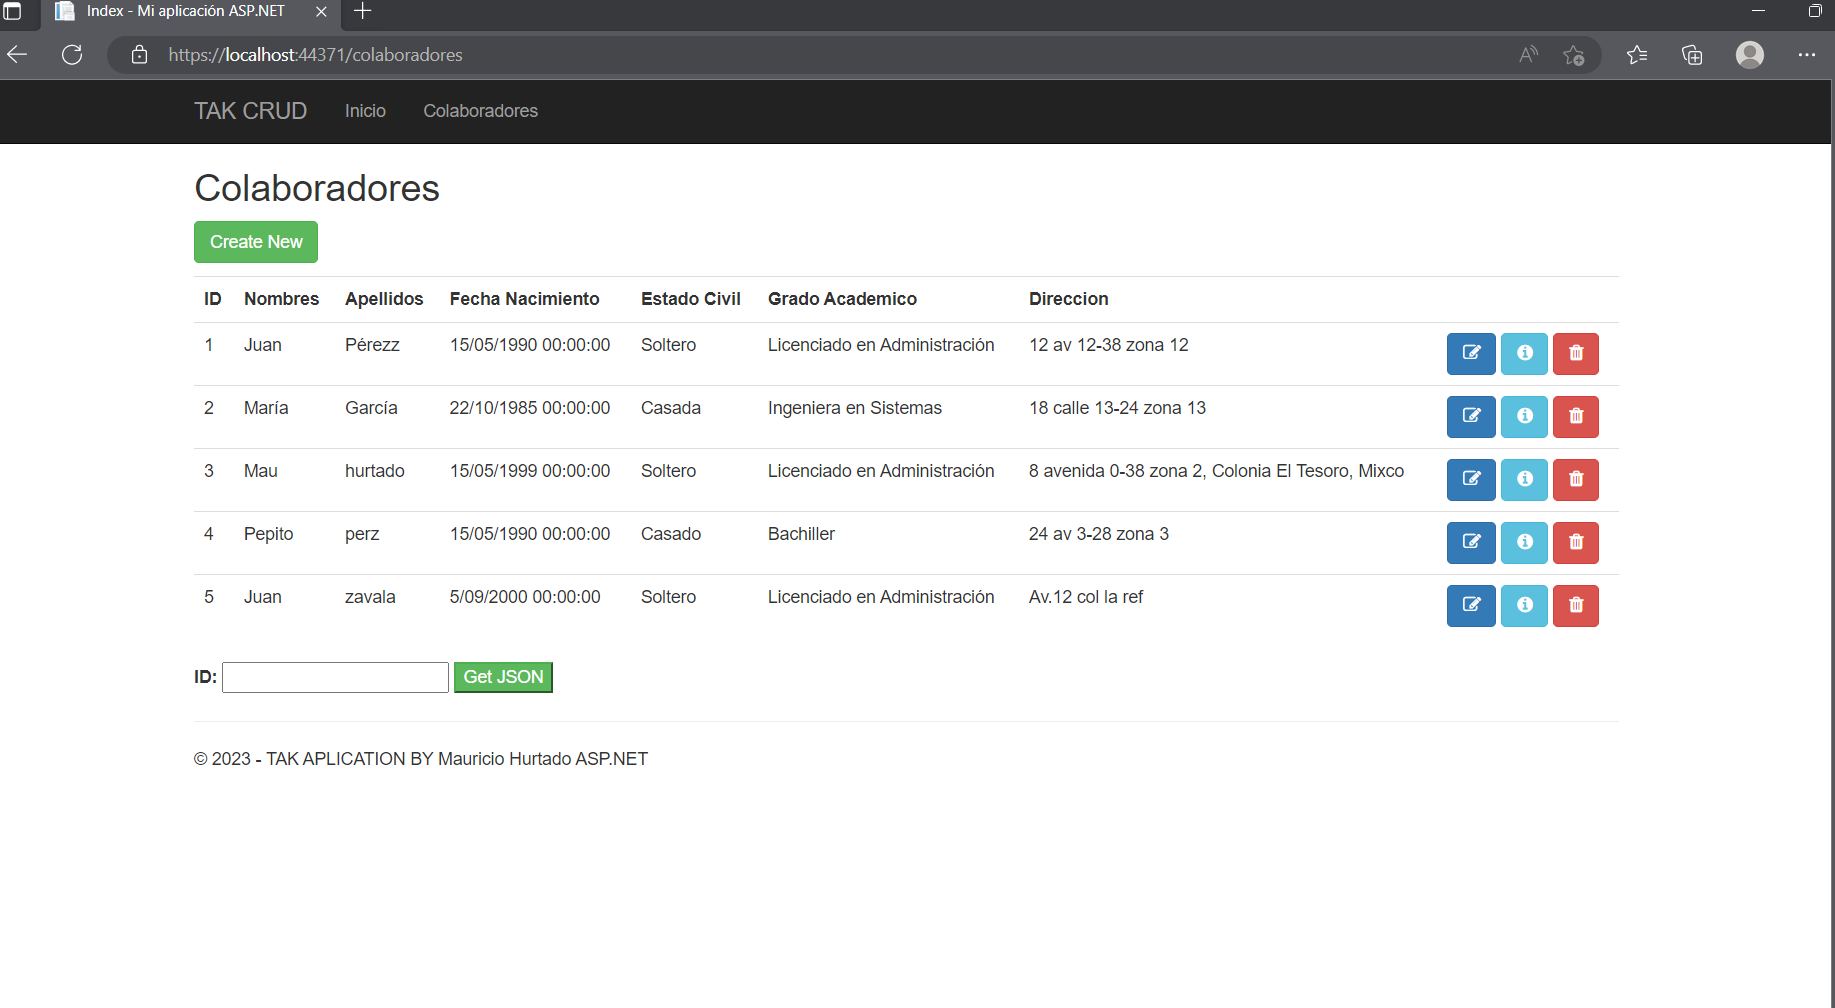 Index - Mi aplicación ASP.NET
https://localhost:44371/colaboradores
TAK CRUD Inicio Colaboradores
Colaboradores
Create New
ID Nombres Apellidos Fecha Nacimiento Estado Civil Grado Academico Direccion
1 Juan Pérezz 15/05/1990 00:00:00 Soltero Licenciado en Administración 12 av 12-38 zona 12
2 María García 22/10/1985 00:00:00 Casada Ingeniera en Sistemas 18 calle 13-24 zona 13
3 Mau hurtado 15/05/1999 00:00:00 Soltero Licenciado en Administración 8 avenida 0-38 zona 2, Colonia El Tesoro, Mixco
4 Pepito perz 15/05/1990 00:00:00 Casado Bachiller 24 av 3-28 zona 3
5 Juan zavala 5/09/2000 00:00:00 Soltero Licenciado en Administración Av.12 col la ref
ID: Get JSON
© 2023 - TAK APLICATION BY Mauricio Hurtado ASP.NET